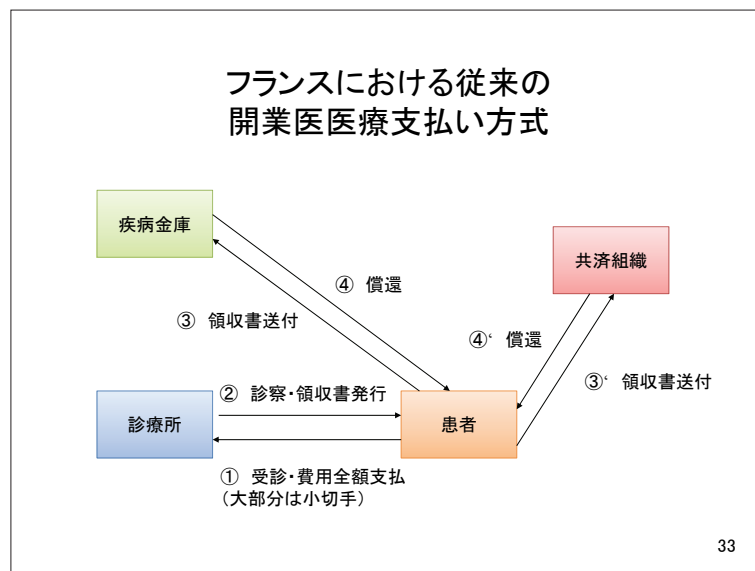 フランスにおける従来の
開業医医療支払い方式
疾病金庫
共済組織
④ 償還
③ 領収書送付
④‘ 償還
③‘ 領収書送付
② 診察・領収書発行
診療所
患者
① 受診・費用全額支払
（大部分は小切手）
33